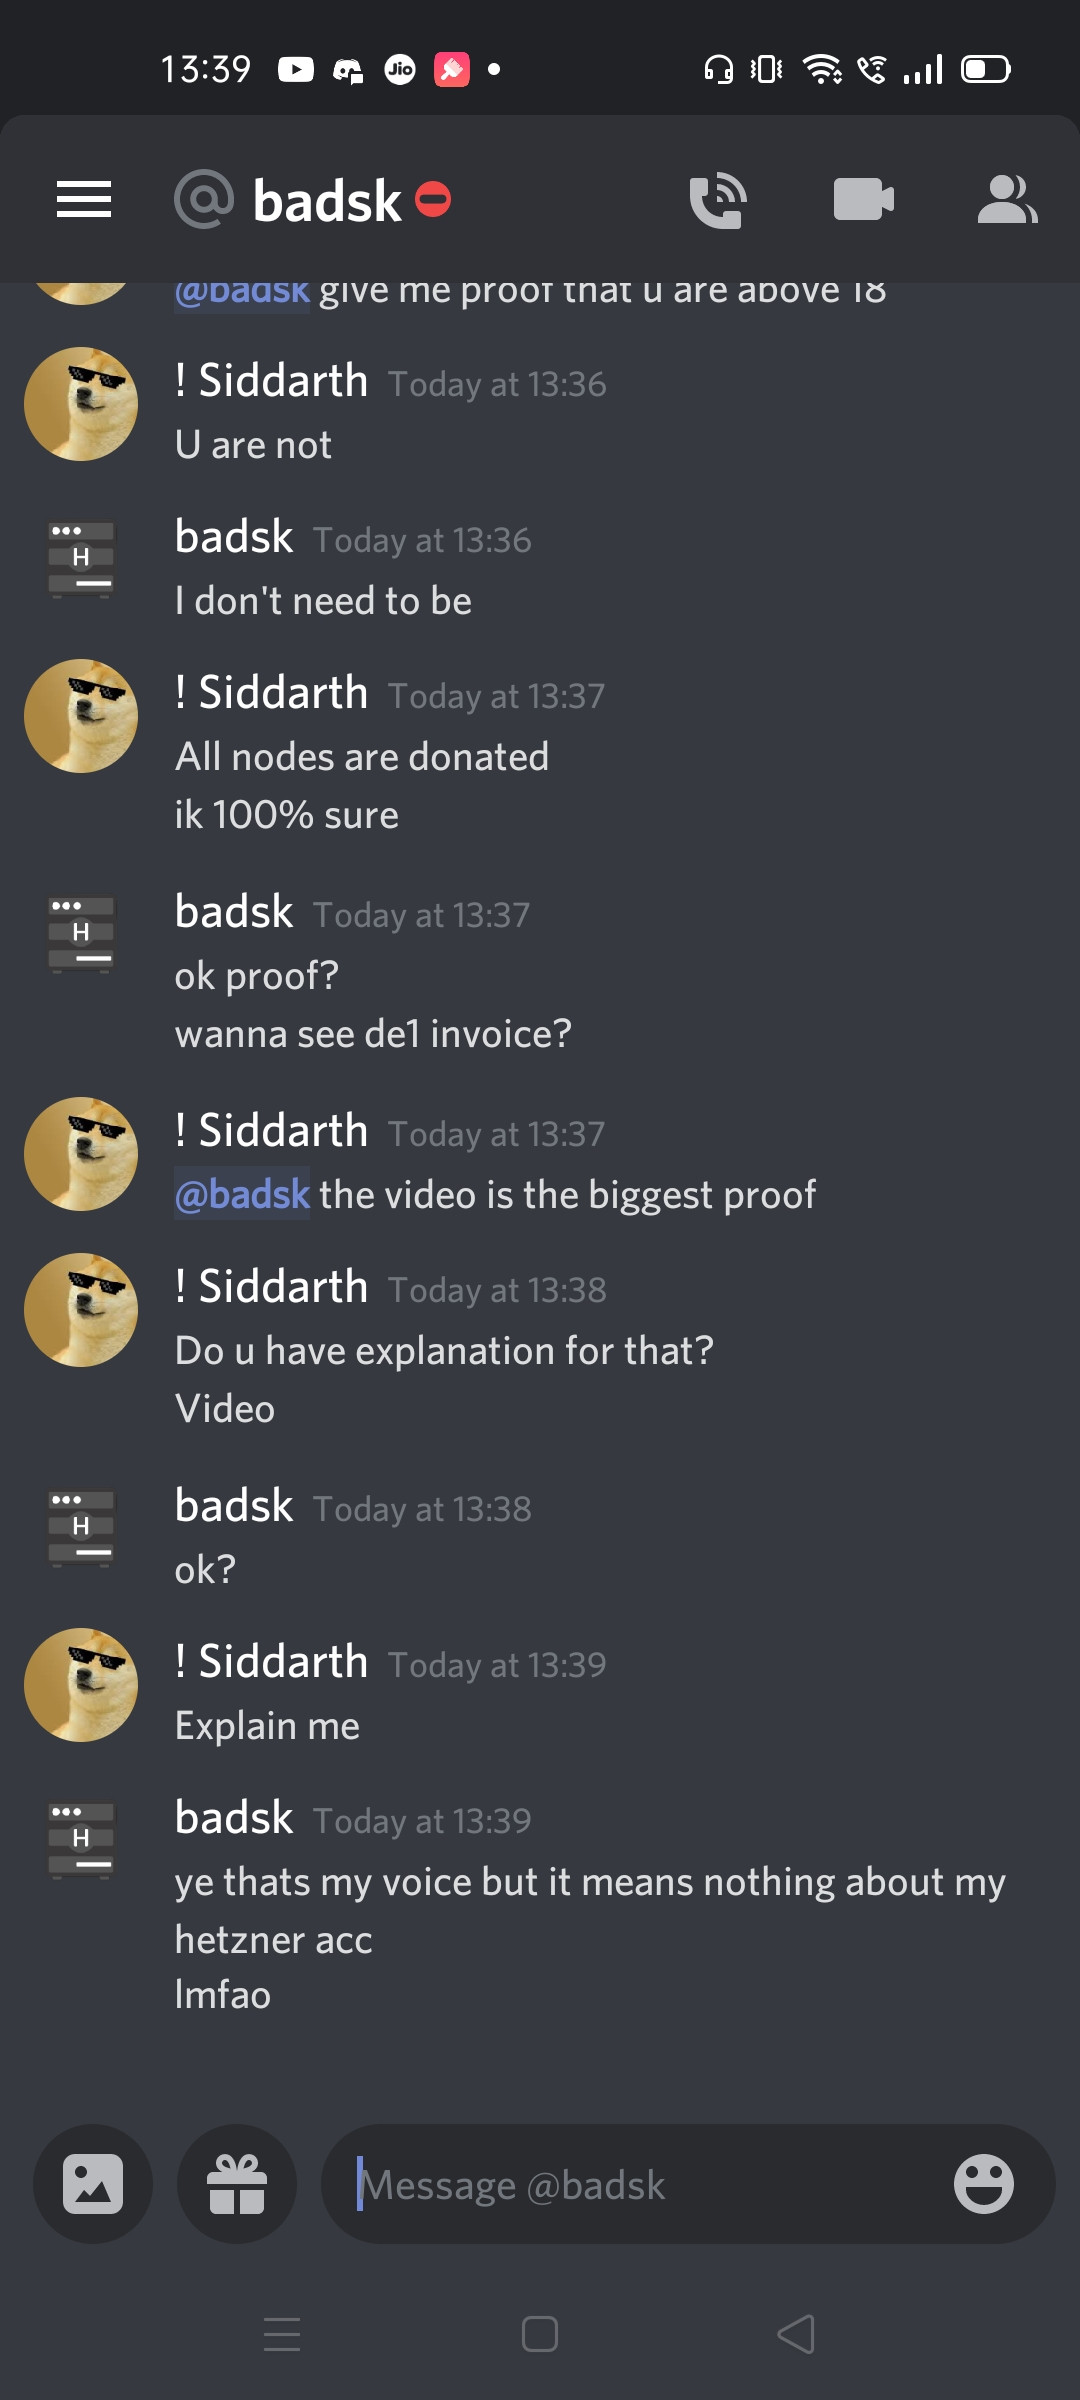 13:39
Jio
@badsk
@badsk give me proof that u are above 18
! Siddarth Today at 13:36
U are not
H
badsk Today at 13:36
I don't need to be
! Siddarth Today at 13:37
All nodes are donated
ik 100% sure
H
badsk Today at 13:37
ok proof?
wanna see de1 invoice?
! Siddarth Today at 13:37
@badsk the video is the biggest proof
! Siddarth Today at 13:38
Do u have explanation for that?
Video
H
badsk Today at 13:38
ok?
! Siddarth Today at 13:39
Explain me
H
badsk Today at 13:39
ye thats my voice but it means nothing about my
hetzner acc
lmfao
Message @badsk